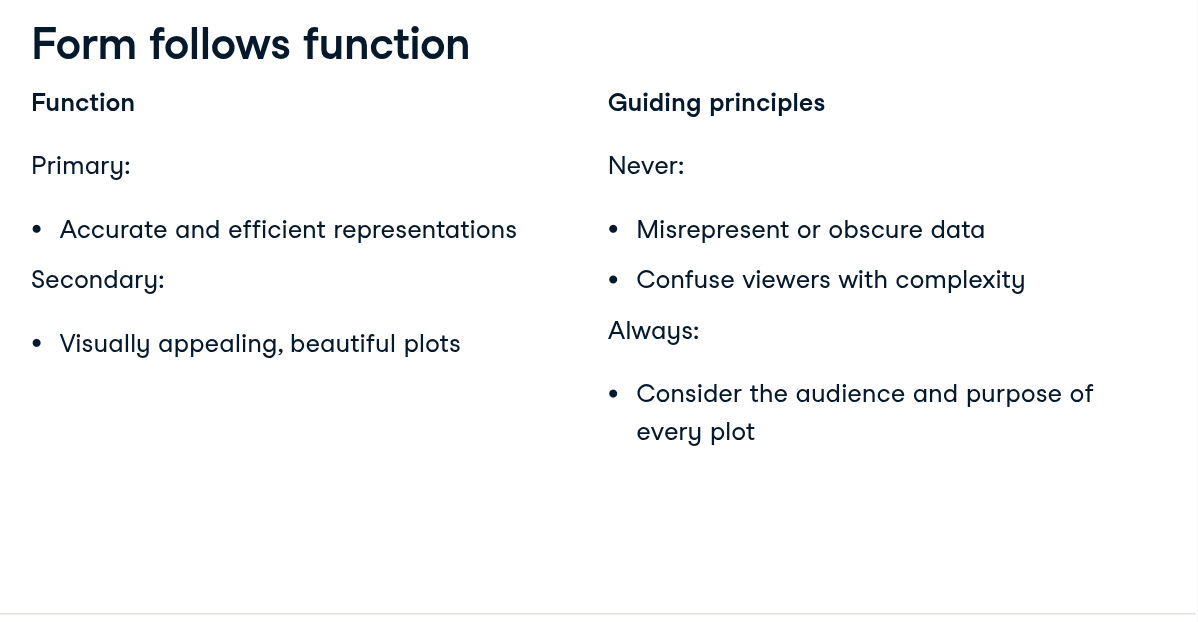 Form follows function
Function
Primary:
• Accurate and efficient representations
Secondary:
• Visually appealing, beautiful plots
Guiding principles
Never:
• Misrepresent or obscure data
• Confuse viewers with complexity
Always:
• Consider the audience and purpose of
every plot